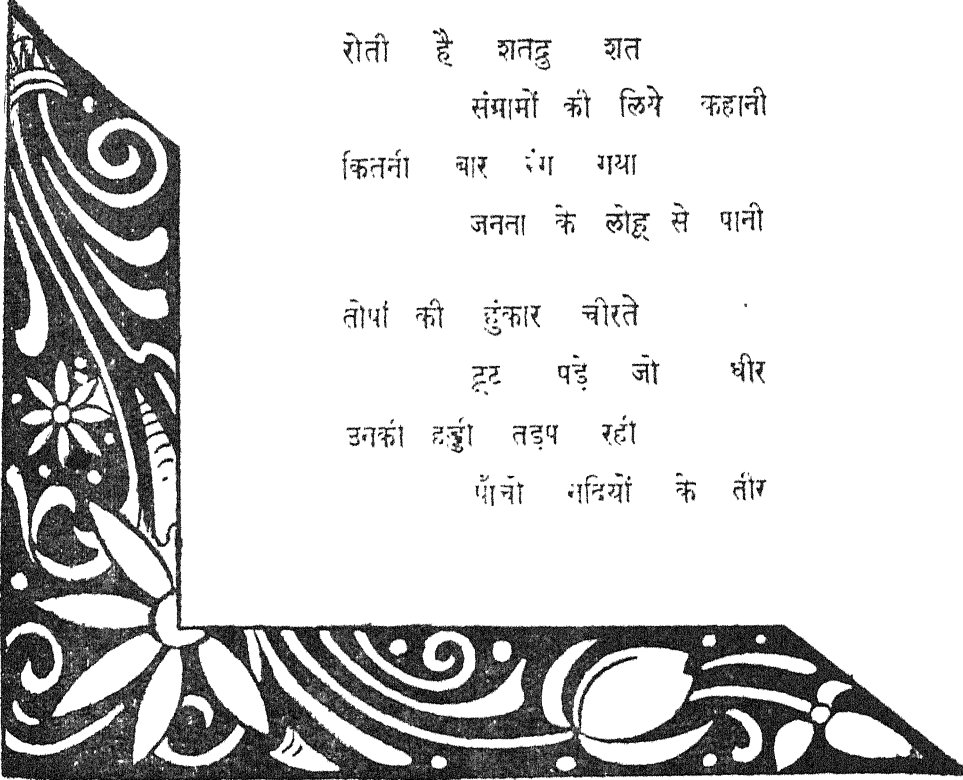 रोती है शतद्रु शत
संग्रामों की लिये कहानी
कितनी बार रंग गया
जनता के लोहू से पानी
तोपों की हुंकार चीरते
टूट पड़े जो धीर
उनकी हड्डी तड़प रही
पाँचो नदियों के तीर